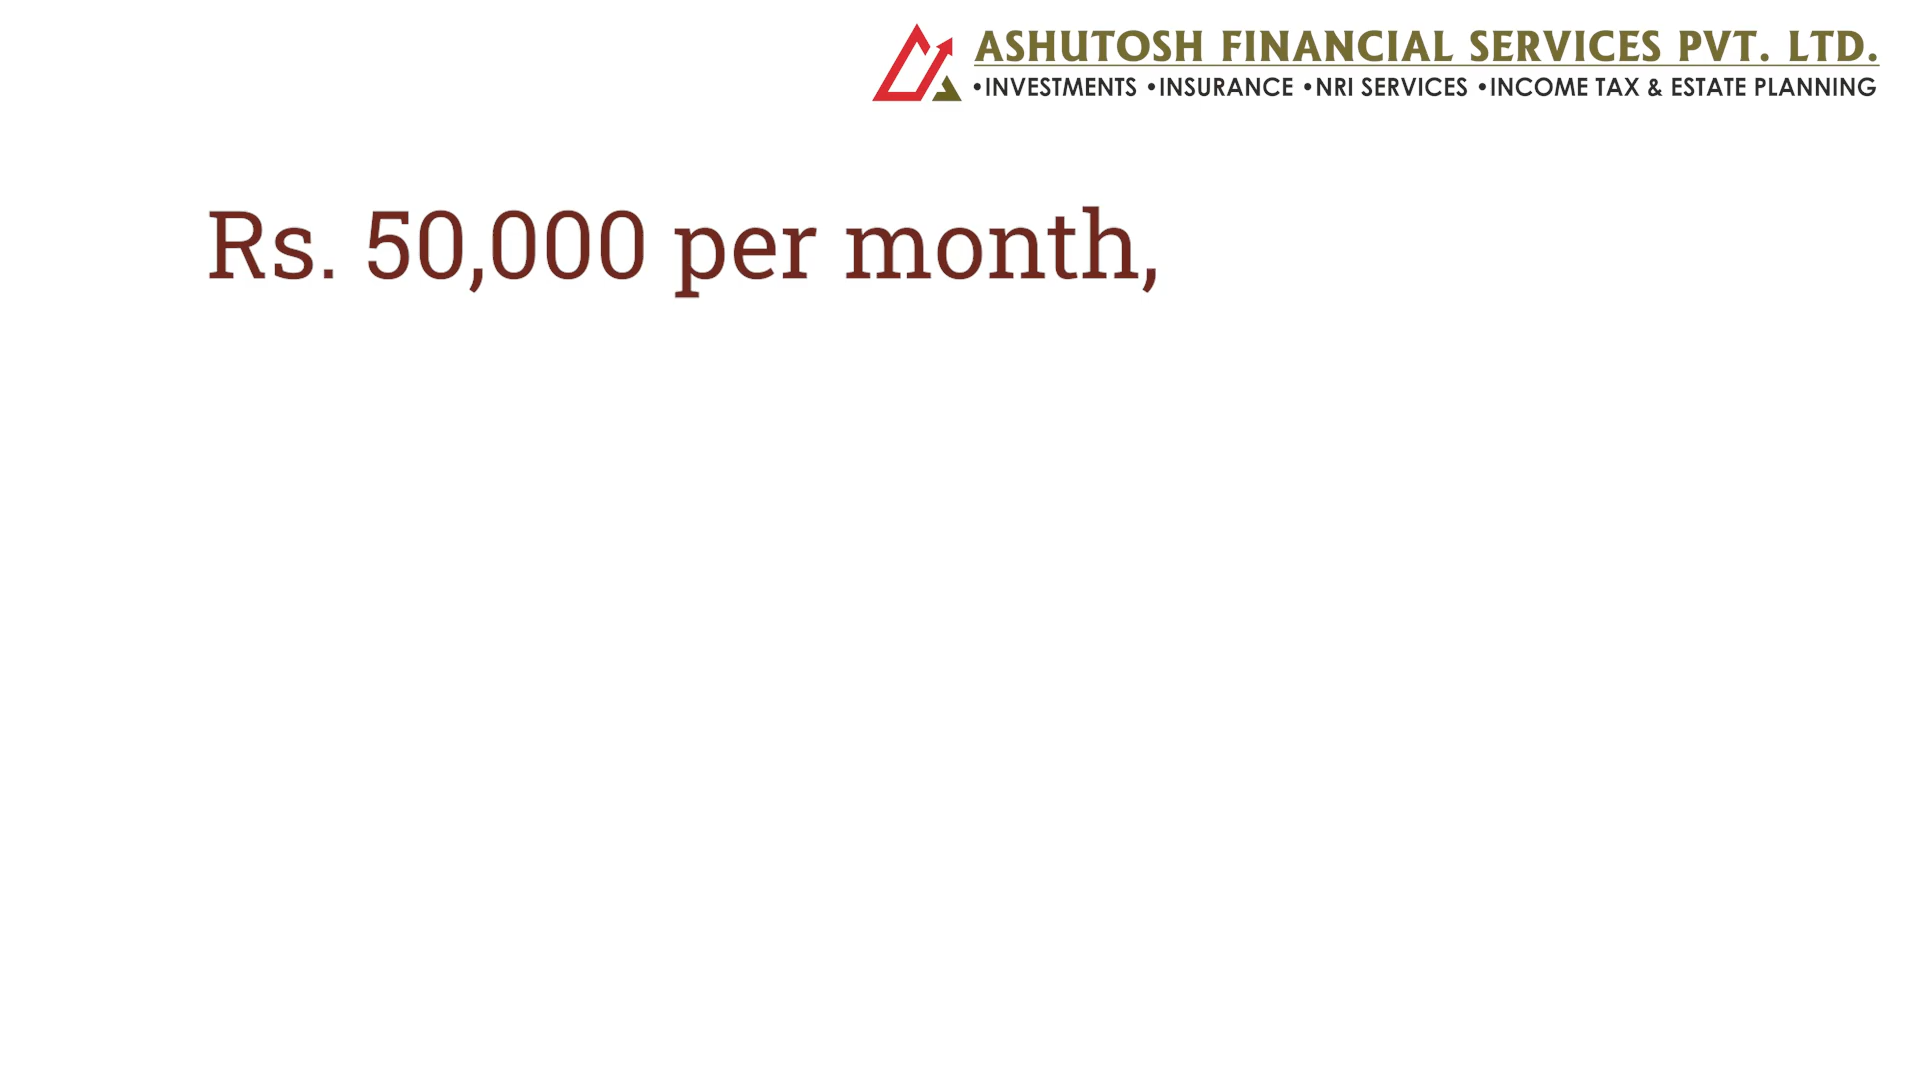 ASHUTOSH FINANCIAL SERVICES PVT. LTD.
•INVESTMENTS •INSURANCE •NRI SERVICES •INCOME TAX & ESTATE PLANNING
Rs. 50,000 per month,